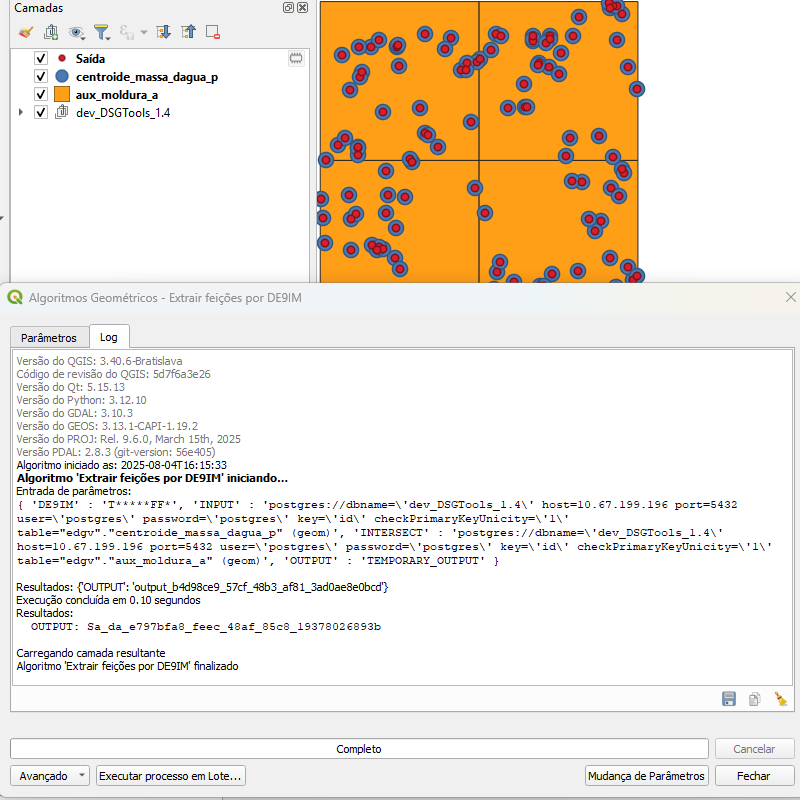 Camadas
Saída
centroide_massa_dagua_p
aux_moldura_a
dev_DSGTools_1.4
Algoritmos Geométricos - Extrair feições por DE9IM
Parâmetros
Log
Versão do QGIS: 3.40.6-Bratislava
Código de revisão do QGIS: 5d7f6a3e26
Versão do Qt: 5.15.13
Versão do Python: 3.12.10
Versão do GDAL: 3.10.3
Versão do GEOS: 3.13.1-CAPI-1.19.2
Versão do PROJ: Rel. 9.6.0, March 15th, 2025
Versão PDAL: 2.8.3 (git-version: 56e405)
Algoritmo iniciado as: 2025-08-04T16:15:33
Algoritmo 'Extrair feições por DE9IM' iniciando...
Entrada de parâmetros:
{ 'DE9IM' : 'T*****FF*', 'INPUT' : 'postgres://dbname=\'dev_DSGTools_1.4\' host=10.67.199.196 port=5432
user=\'postgres\' password=\'postgres\' key=\'id\' checkPrimaryKeyUnicity=\'1\'
table="edgv"."centroide_massa_dagua_p" (geom)', 'INTERSECT' : 'postgres://dbname=\'dev_DSGTools_1.4\'
host=10.67.199.196 port=5432 user=\'postgres\' password=\'postgres\' key=\'id\' checkPrimaryKeyUnicity=\'1\'
table="edgv"."aux_moldura_a" (geom)', 'OUTPUT' : 'TEMPORARY_OUTPUT' }
Resultados: {'OUTPUT': 'output_b4d98ce9_57cf_48b3_af81_3ad0ae8e0bcd'}
Execução concluída em 0.10 segundos
Resultados:
OUTPUT: Sa_da_e797bfa8_feec_48af_85c8_19378026893b
Carregando camada resultante
Algoritmo 'Extrair feições por DE9IM' finalizado
Completo
Cancelar
Avançado
Executar processo em Lote...
Mudança de Parâmetros
Fechar